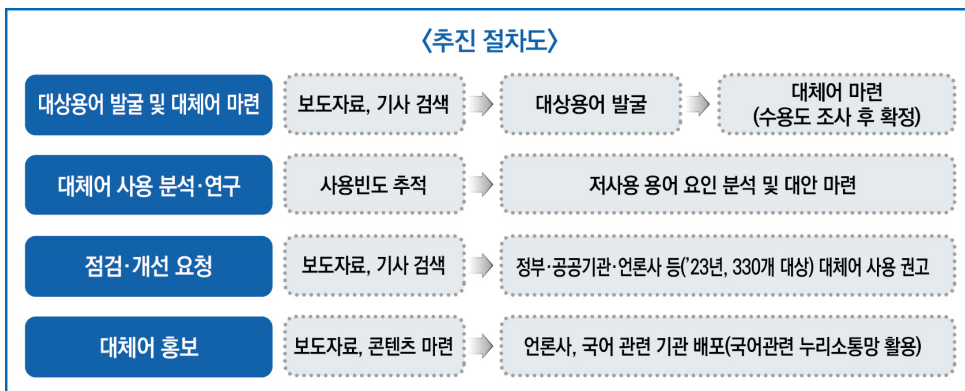 〈추진 절차도〉
대상용어 발굴 및 대체어 마련
보도자료, 기사 검색
대상용어 발굴
대체어 마련
(수용도 조사 후 확정)
대체어 사용 분석·연구
사용빈도 추적
저사용 용어 요인 분석 및 대안 마련
점검·개선 요청
보도자료, 기사 검색
정부·공공기관·언론사 등(’23년, 330개 대상) 대체어 사용 권고
대체어 홍보
보도자료, 콘텐츠 마련
언론사, 국어 관련 기관 배포(국어관련 누리소통망 활용)